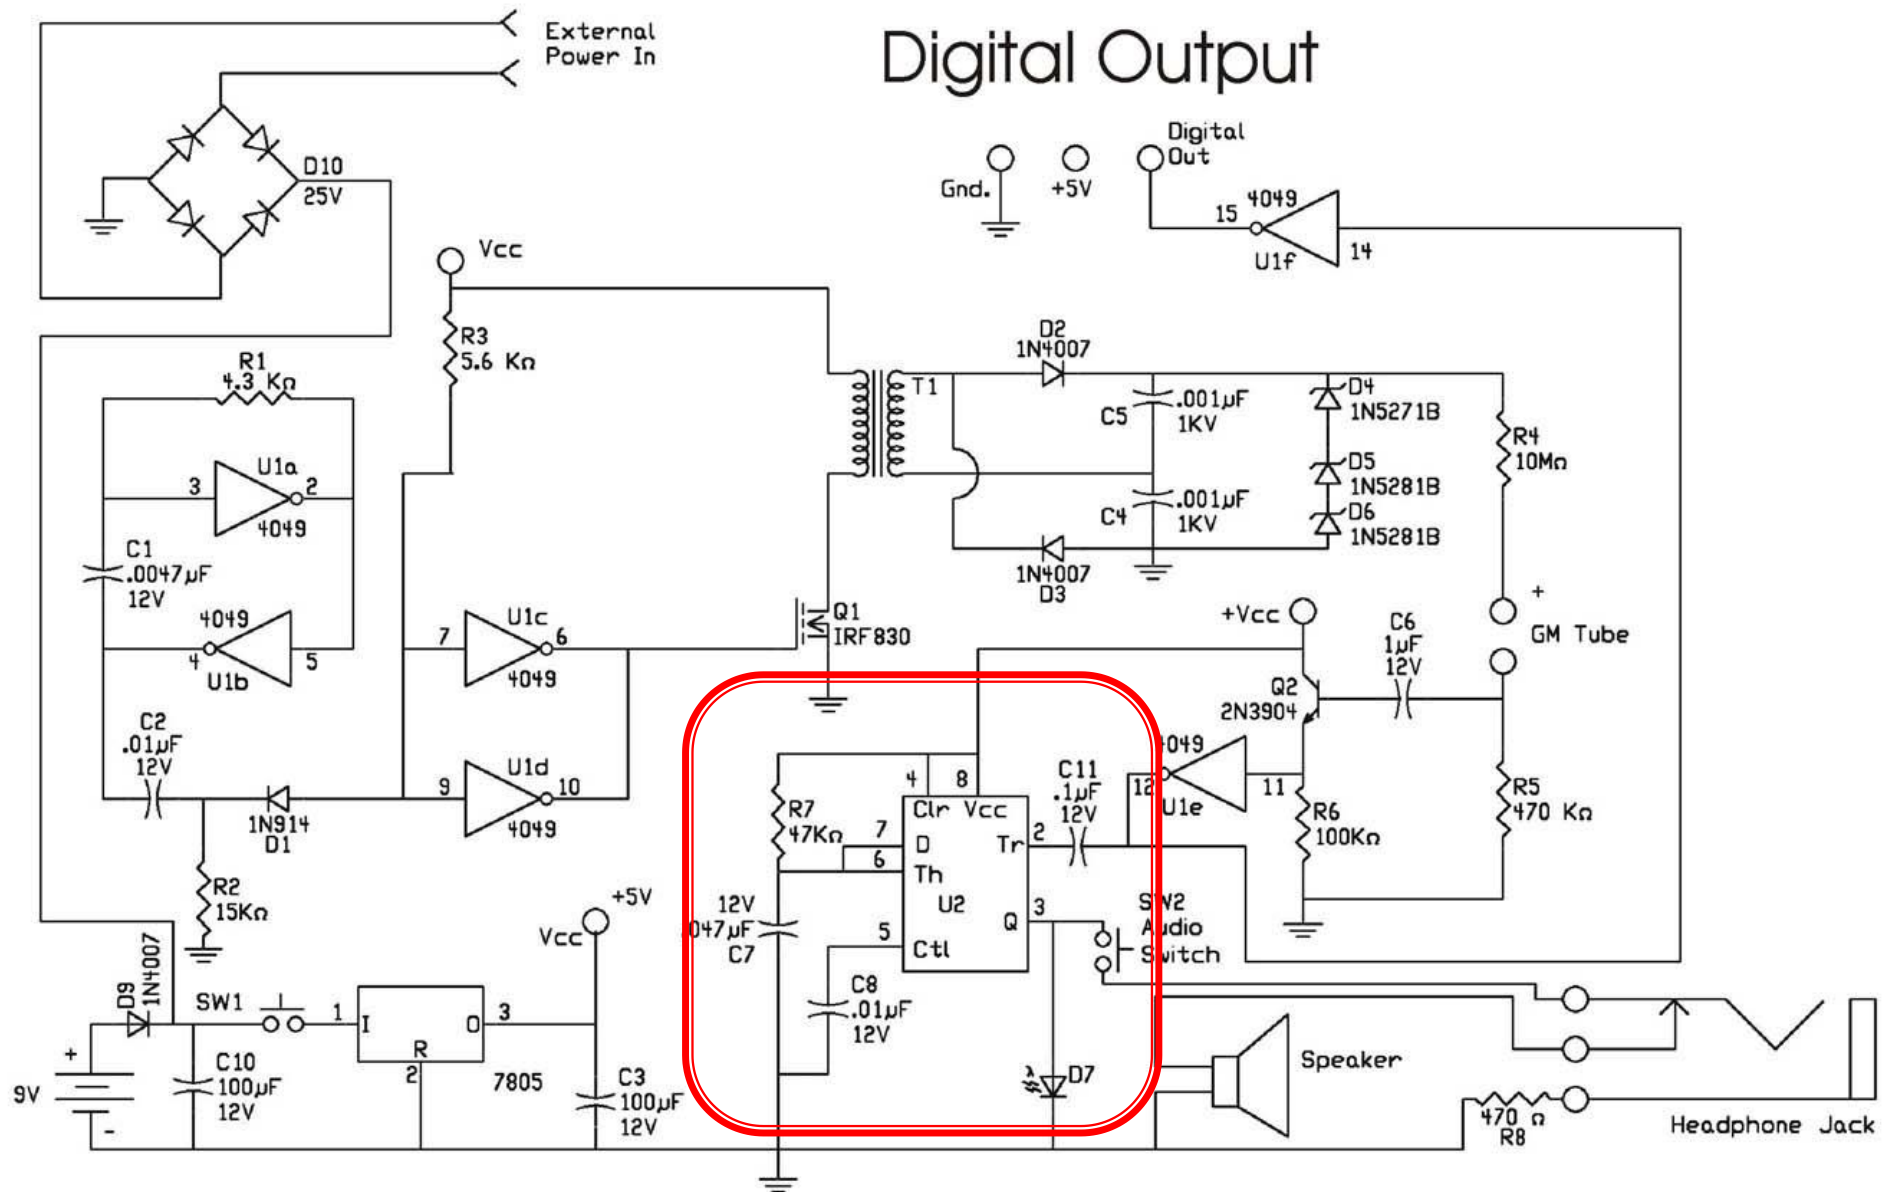 External
Power In
Digital Output
Digital
Out
Gnd.
+5V
4049
15
14
U1f
D10
25V
Vcc
R3
5.6 KΩ
R1
4.3 KΩ
U1a
3
2
4049
C1
.0047µF
12V
4049
4
5
U1b
C2
.01µF
12V
1N914
D1
R2
15KΩ
7
U1c
6
4049
9
U1d
10
4049
T1
D2
1N4007
C5
.001µF
1KV
C4
.001µF
1KV
1N4007
D3
D4
1N5271B
D5
1N5281B
D6
1N5281B
R4
10MΩ
+
GM Tube
Q1
IRF830
+Vcc
C6
1µF
12V
Q2
2N3904
4049
12
11
U1e
R5
470 KΩ
R6
100KΩ
C11
.1µF
12V
4
8
Clr Vcc
R7
47KΩ
7
D
6
Th
Tr
2
U2
Q
3
5
Ctl
12V
047µF
C7
C8
.01µF
12V
SW2
Audio
Switch
D7
Speaker
470 Ω
R8
Headphone Jack
+5V
Vcc
D9
1N4007
SW1
1
I
O
3
R
2
7805
+
9V
-
C10
100µF
12V
C3
100µF
12V